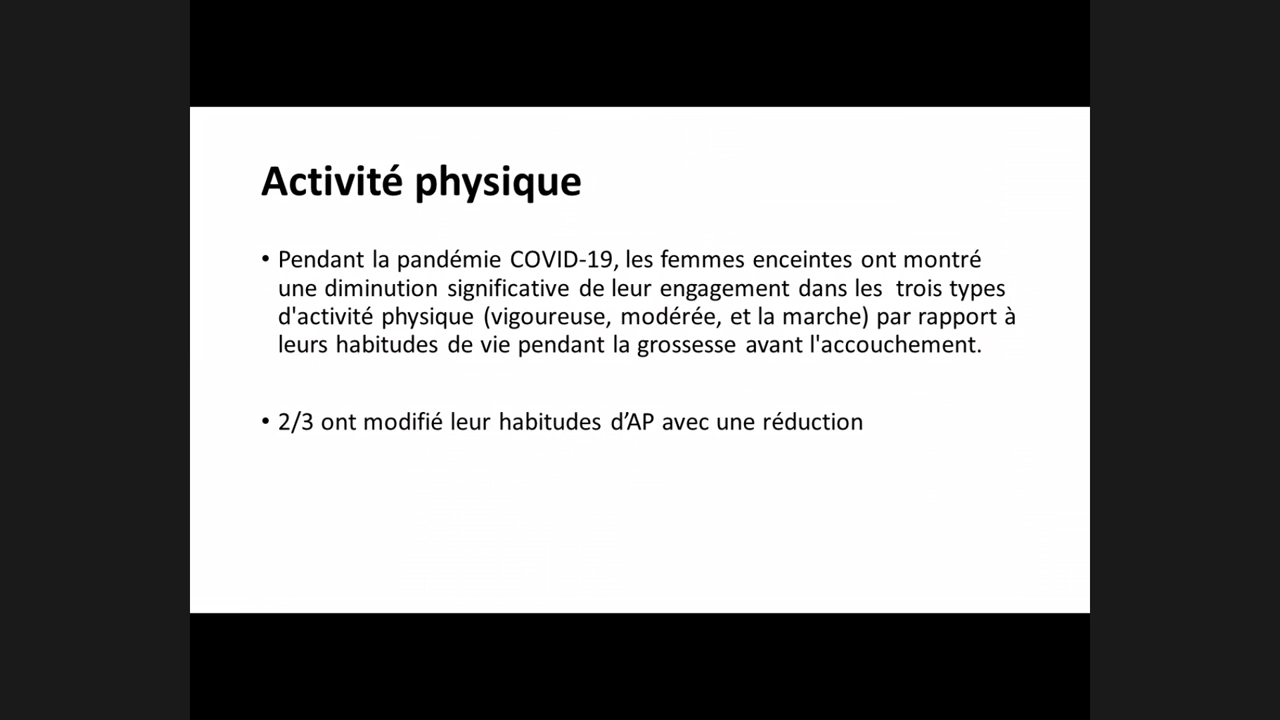 Activité physique
• Pendant la pandémie COVID-19, les femmes enceintes ont montré
une diminution significative de leur engagement dans les trois types
d'activité physique (vigoureuse, modérée, et la marche) par rapport à
leurs habitudes de vie pendant la grossesse avant l'accouchement.
• 2/3 ont modifié leur habitudes d’AP avec une réduction